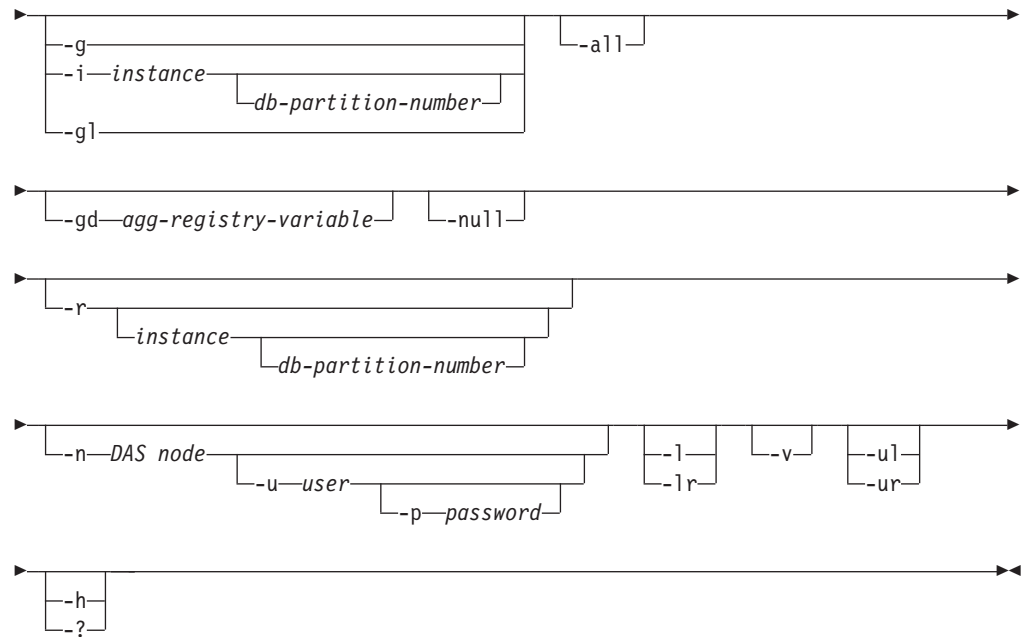 -g
-all
-i instance
db-partition-number
-gl
-gd agg-registry-variable
-null
-r
instance
db-partition-number
-n DAS node
-l
-v
-ul
-u user
-lr
-ur
-p password
-h
-?